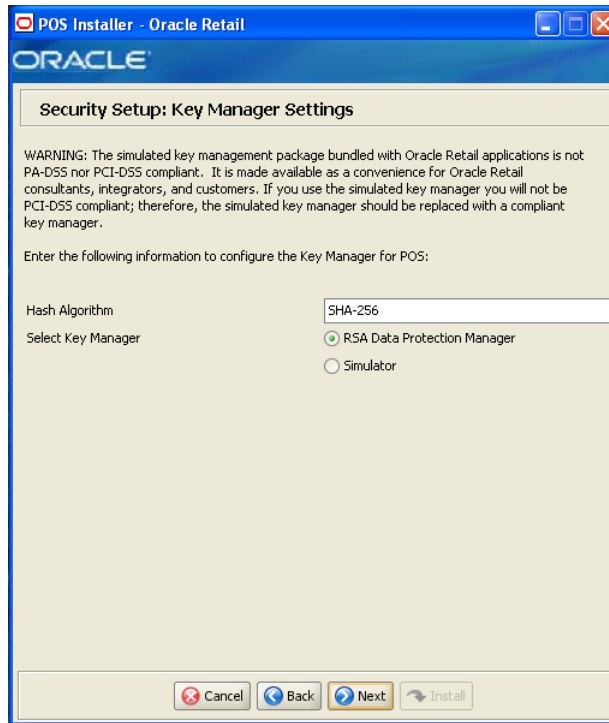 POS Installer - Oracle Retail
ORACLE
Security Setup: Key Manager Settings
WARNING: The simulated key management package bundled with Oracle Retail applications is not
PA-DSS nor PCI-DSS compliant. It is made available as a convenience for Oracle Retail
consultants, integrators, and customers. If you use the simulated key manager you will not be
PCI-DSS compliant; therefore, the simulated key manager should be replaced with a compliant
key manager.
Enter the following information to configure the Key Manager for POS:
Hash Algorithm SHA-256
Select Key Manager RSA Data Protection Manager
Simulator
Cancel Back Next Install